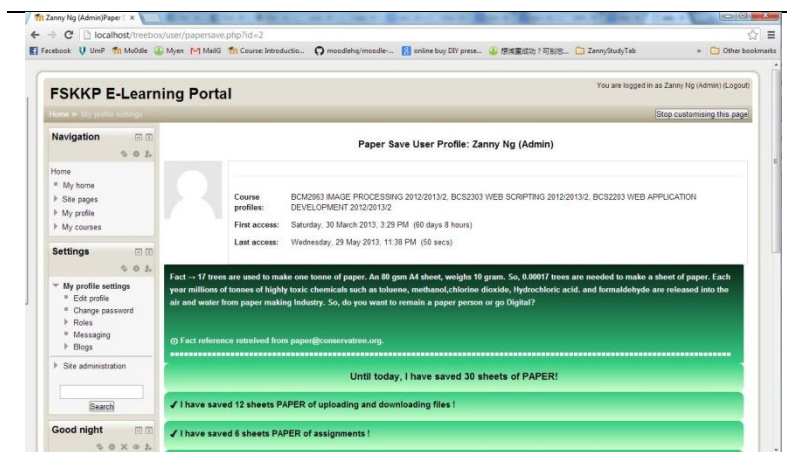 Zanny Ng (Admin)Paper
localhost/treebox/user/papersave.php?id=2
Facebook UmP Mo0dle Myen MailG Course: Introductio... moodlehq/moodle-... online buy DIY prese... ZannyStudyTab » Other bookmarks
FSKKP E-Learning Portal
You are logged in as Zanny Ng (Admin) (Logout)
Home ► My profile settings
Stop customising this page
Navigation
Home
My home
Site pages
My profile
My courses
Settings
My profile settings
Edit profile
Change password
Roles
Messaging
Blogs
Site administration
Search
Good night
Paper Save User Profile: Zanny Ng (Admin)
Course profiles: BCM2063 IMAGE PROCESSING 2012/2013/2, BCS2303 WEB SCRIPTING 2012/2013/2, BCS2203 WEB APPLICATION
DEVELOPMENT 2012/2013/2
First access: Saturday, 30 March 2013, 3:29 PM (60 days 8 hours)
Last access: Wednesday, 29 May 2013, 11:38 PM (50 secs)
Fact → 17 trees are used to make one tonne of paper. An 80 gsm A4 sheet, weighs 10 gram. So, 0.00017 trees are needed to make a sheet of paper. Each
year millions of tonnes of highly toxic chemicals such as toluene, methanol,chlorine dioxide, Hydrochloric acid. and formaldehyde are released into the
air and water from paper making Industry. So, do you want to remain a paper person or go Digital?
Fact reference retreived from paper@conservatree.org.
Until today, I have saved 30 sheets of PAPER!
✓ I have saved 12 sheets PAPER of uploading and downloading files !
✓ I have saved 6 sheets PAPER of assignments !